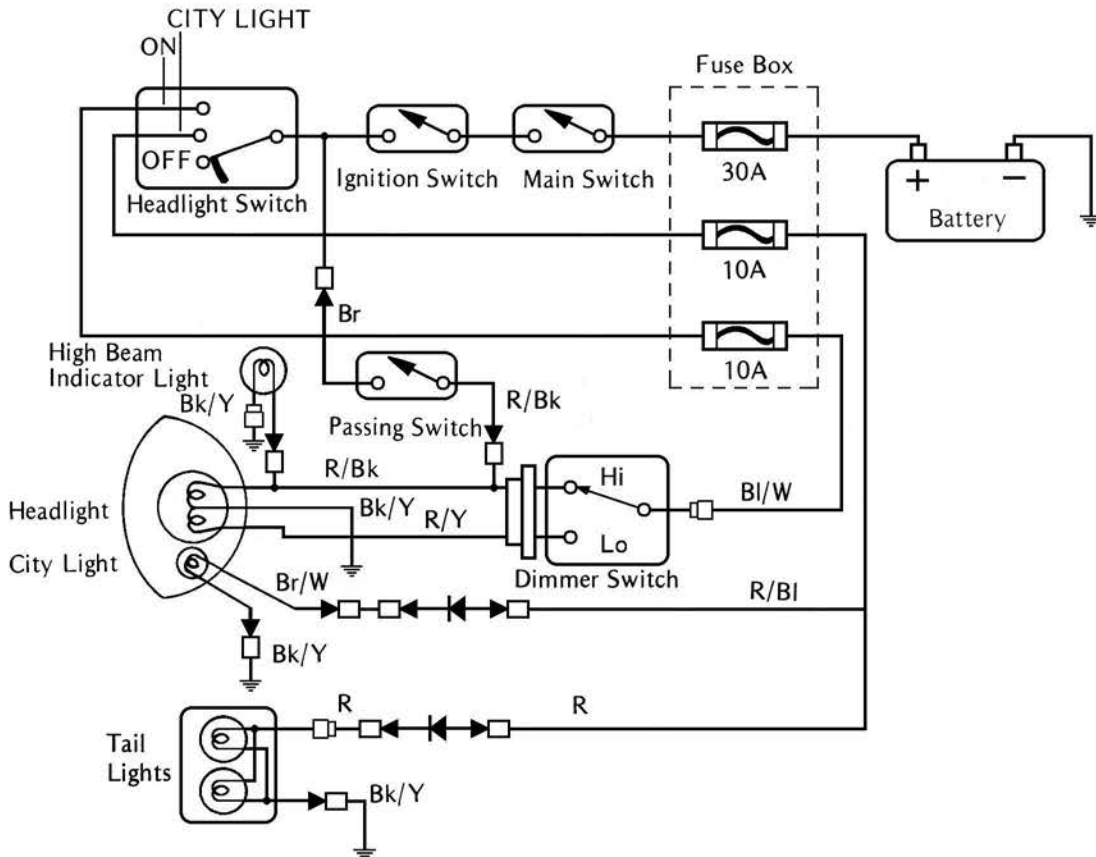 CITY LIGHT
ON
OFF
Headlight Switch
Ignition Switch
Main Switch
Fuse Box
30A
10A
10A
+
−
Battery
Br
High Beam
Indicator Light
Bk/Y
Passing Switch
R/Bk
R/Bk
Bk/Y
R/Y
Hi
Lo
Dimmer Switch
Bl/W
Headlight
City Light
Br/W
R/Bl
Bk/Y
R
R
Tail
Lights
Bk/Y